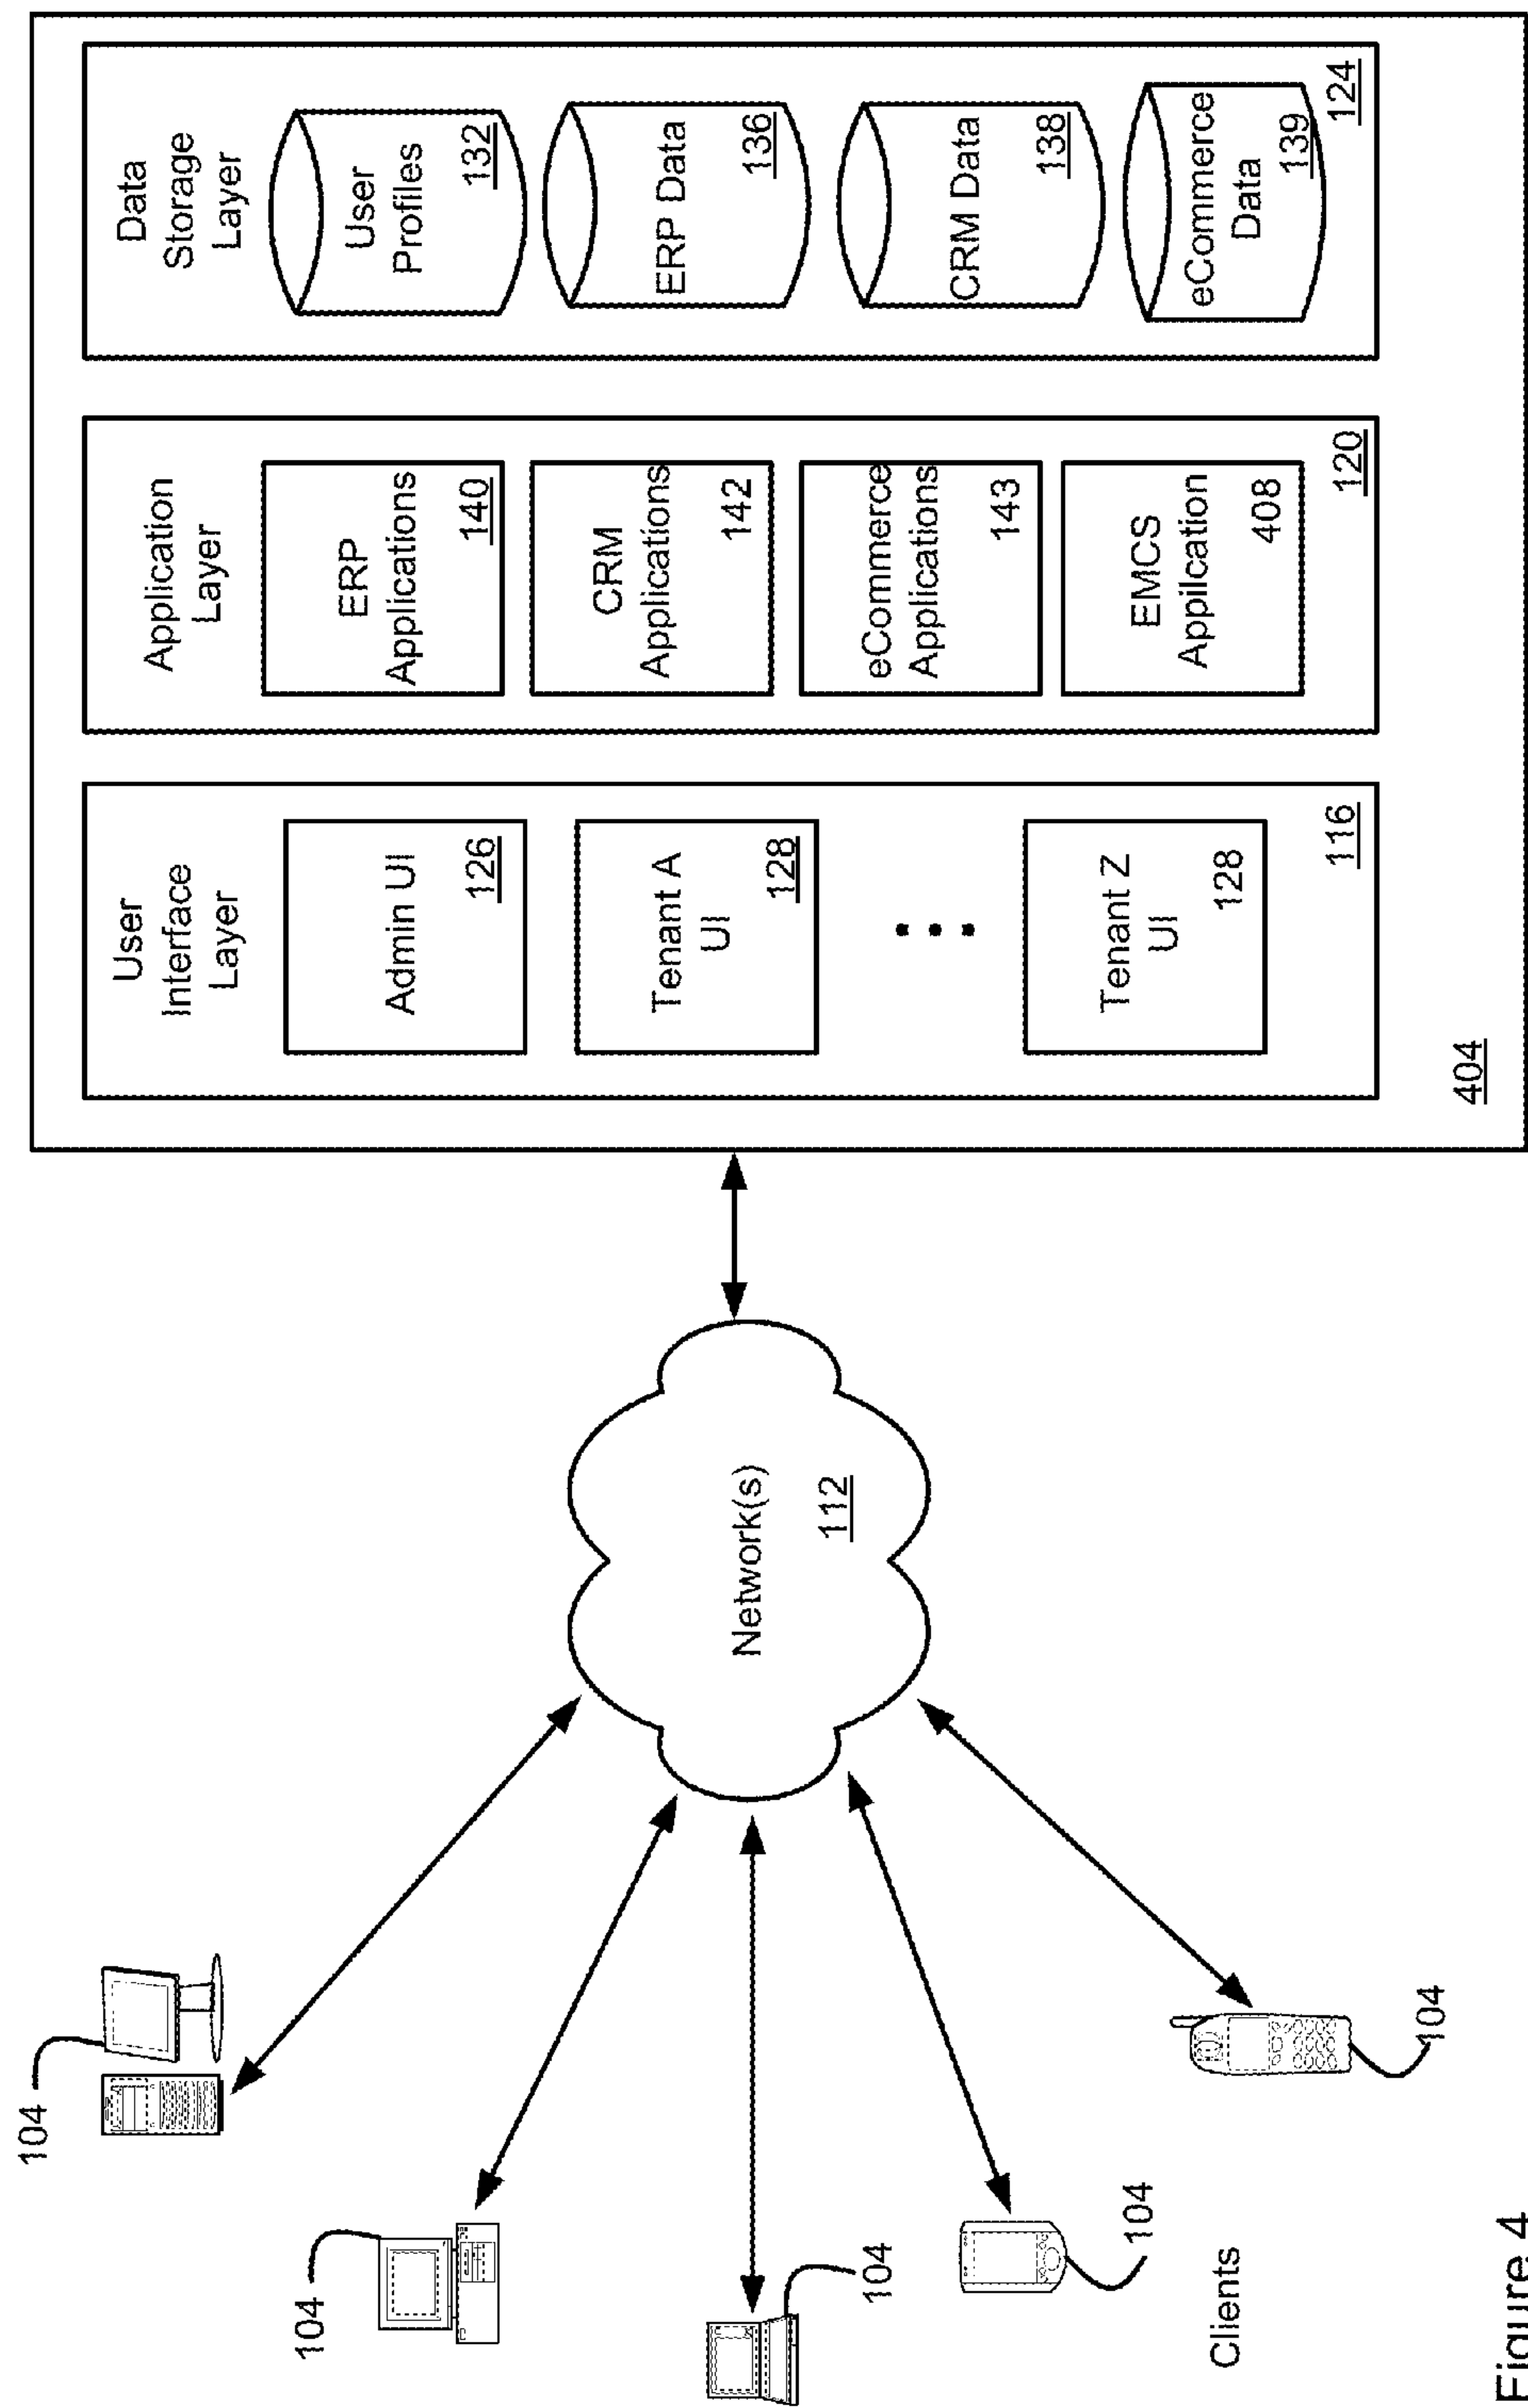 104
104
104
104
104
Clients
Network(s)
112
User
Interface
Layer
Admin UI
126
Tenant A
UI
128
Tenant Z
UI
128
116
Application
Layer
ERP
Applications
140
CRM
Applications
142
eCommerce
Applications
143
EMCS
Appilcation
408
120
Data
Storage
Layer
User
Profiles
132
ERP Data
136
CRM Data
138
eCommerce
Data
139
124
404
Figure 4